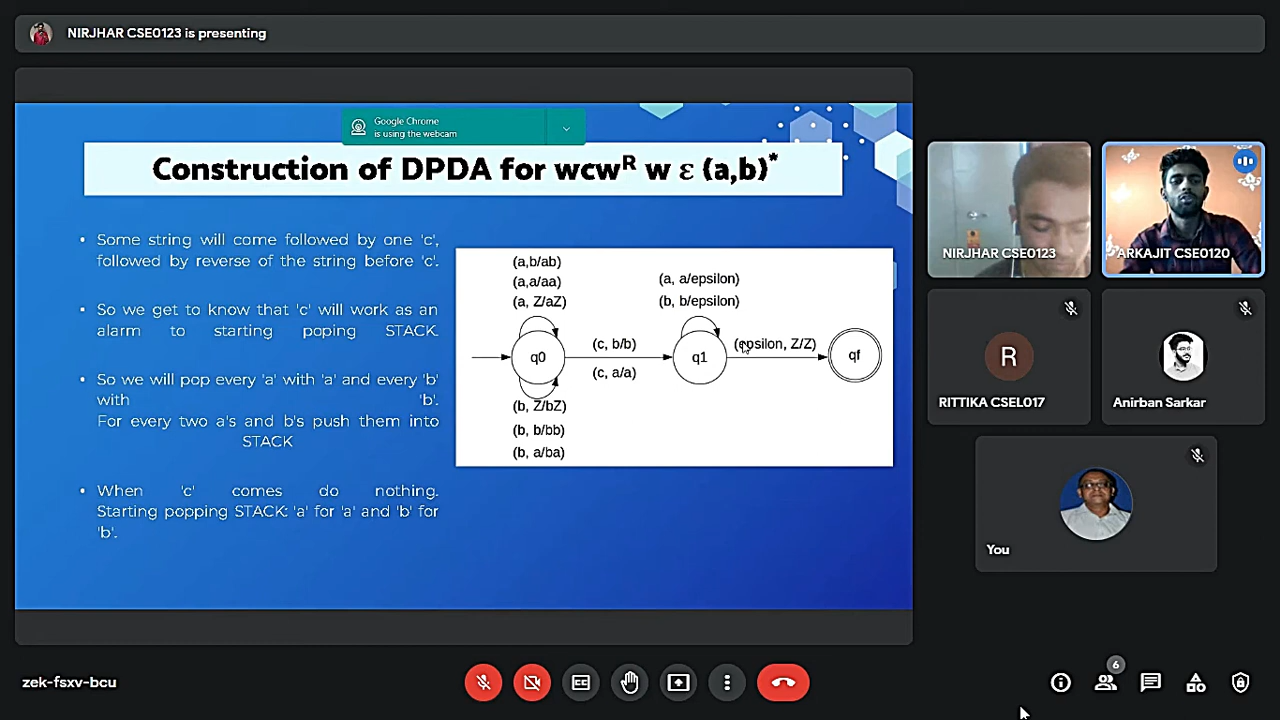 NIRJHAR CSE0123 is presenting
Google Chrome
is using the webcam
Construction of DPDA for wcwᴿ w ε (a,b)*
• Some string will come followed by one 'c',
followed by reverse of the string before 'c'.
• So we get to know that 'c' will work as an
alarm to starting poping STACK.
• So we will pop every 'a' with 'a' and every 'b'
with 'b'.
For every two a's and b's push them into
STACK
• When 'c' comes do nothing.
Starting popping STACK: 'a' for 'a' and 'b' for
'b'.
(a,b/ab)
(a,a/aa)
(a, Z/aZ)
(a, a/epsilon)
(b, b/epsilon)
q0
(c, b/b)
(c, a/a)
q1
(epsilon, Z/Z)
qf
(b, Z/bZ)
(b, b/bb)
(b, a/ba)
NIRJHAR CSE0123
ARKAJIT CSE0120
R
RITTIKA CSEL017
Anirban Sarkar
You
zek-fsxv-bcu
CC
6